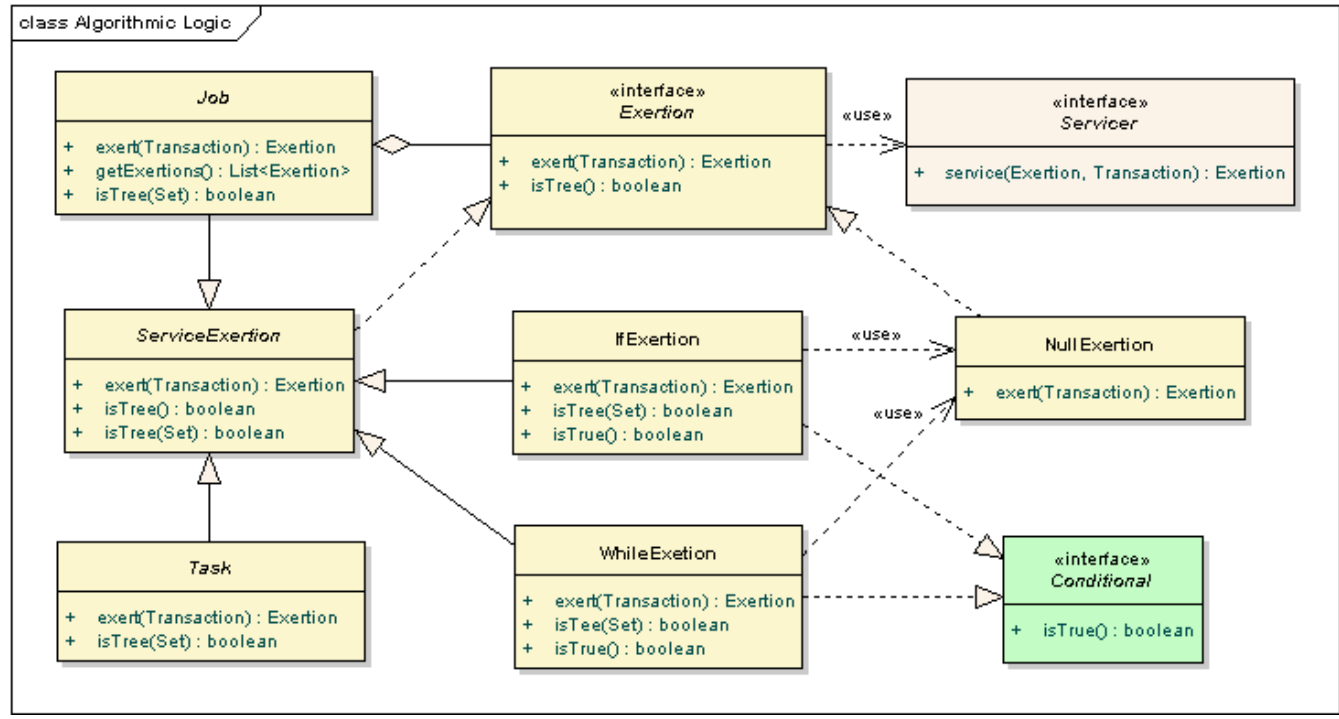 class Algorithmic Logic
Job
+ exert(Transaction) : Exertion
+ getExertions() : List<Exertion>
+ isTree(Set) : boolean
«interface»
Exertion
+ exert(Transaction) : Exertion
+ isTree() : boolean
«use»
«interface»
Servicer
+ service(Exertion, Transaction) : Exertion
ServiceExertion
+ exert(Transaction) : Exertion
+ isTree() : boolean
+ isTree(Set) : boolean
IfExertion
+ exert(Transaction) : Exertion
+ isTree(Set) : boolean
+ isTrue() : boolean
«use»
NullExertion
+ exert(Transaction) : Exertion
«use»
Task
+ exert(Transaction) : Exertion
+ isTree(Set) : boolean
WhileExetion
+ exert(Transaction) : Exertion
+ isTee(Set) : boolean
+ isTrue() : boolean
«interface»
Conditional
+ isTrue() : boolean